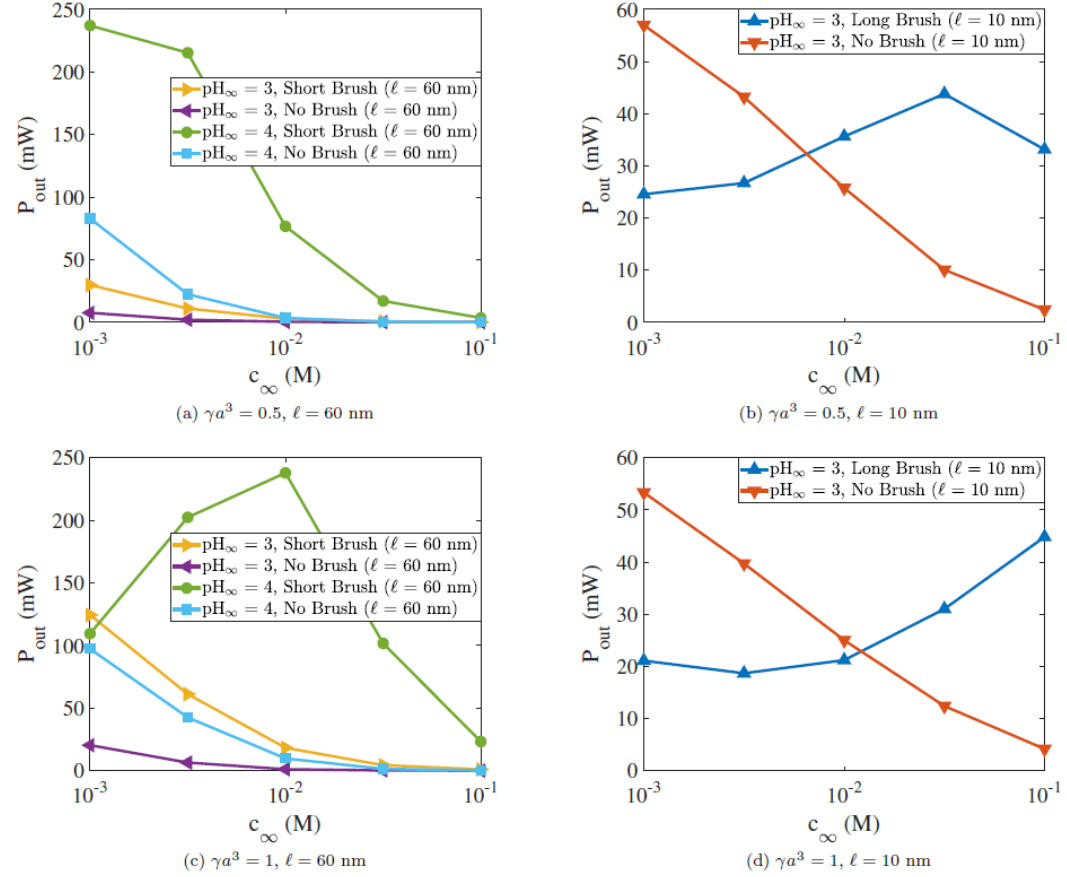 250
200
150
100
50
0
P_out (mW)
pH_∞ = 3, Short Brush (ℓ = 60 nm)
pH_∞ = 3, No Brush (ℓ = 60 nm)
pH_∞ = 4, Short Brush (ℓ = 60 nm)
pH_∞ = 4, No Brush (ℓ = 60 nm)
10^-3 10^-2 10^-1
c_∞ (M)
(a) γa^3 = 0.5, ℓ = 60 nm
60
50
40
30
20
10
0
P_out (mW)
pH_∞ = 3, Long Brush (ℓ = 10 nm)
pH_∞ = 3, No Brush (ℓ = 10 nm)
10^-3 10^-2 10^-1
c_∞ (M)
(b) γa^3 = 0.5, ℓ = 10 nm
250
200
150
100
50
0
P_out (mW)
pH_∞ = 3, Short Brush (ℓ = 60 nm)
pH_∞ = 3, No Brush (ℓ = 60 nm)
pH_∞ = 4, Short Brush (ℓ = 60 nm)
pH_∞ = 4, No Brush (ℓ = 60 nm)
10^-3 10^-2 10^-1
c_∞ (M)
(c) γa^3 = 1, ℓ = 60 nm
60
50
40
30
20
10
0
P_out (mW)
pH_∞ = 3, Long Brush (ℓ = 10 nm)
pH_∞ = 3, No Brush (ℓ = 10 nm)
10^-3 10^-2 10^-1
c_∞ (M)
(d) γa^3 = 1, ℓ = 10 nm